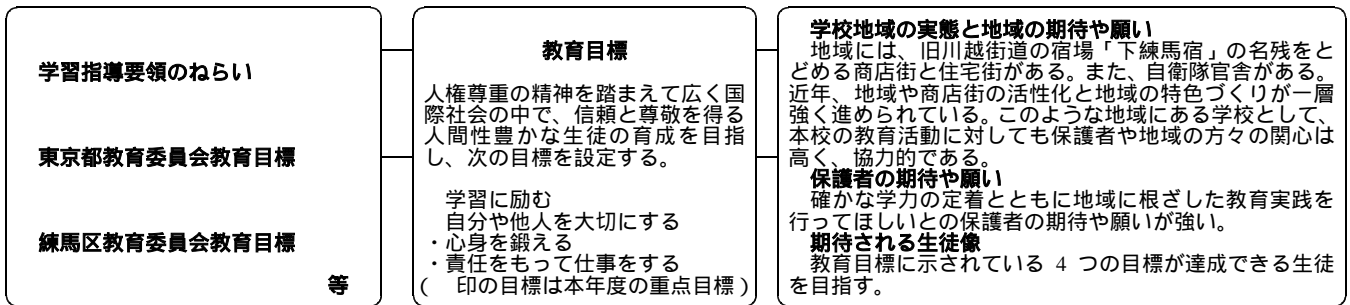 学習指導要領のねらい
東京都教育委員会教育目標
練馬区教育委員会教育目標
等
教育目標
人権尊重の精神を踏まえて広く国
際社会の中で、信頼と尊敬を得る
人間性豊かな生徒の育成を目指
し、次の目標を設定する。
学習に励む
自分や他人を大切にする
・心身を鍛える
・責任をもって仕事をする
(　印の目標は本年度の重点目標)
学校地域の実態と地域の期待や願い
地域には、旧川越街道の宿場「下練馬宿」の名残をと
どめる商店街と住宅街がある。また、自衛隊官舎がある。
近年、地域や商店街の活性化と地域の特色づくりが一層
強く進められている。このような地域にある学校として、
本校の教育活動に対しても保護者や地域の方々の関心は
高く、協力的である。
保護者の期待や願い
確かな学力の定着とともに地域に根ざした教育実践を
行ってほしいとの保護者の期待や願いが強い。
期待される生徒像
教育目標に示されている 4 つの目標が達成できる生徒
を目指す。